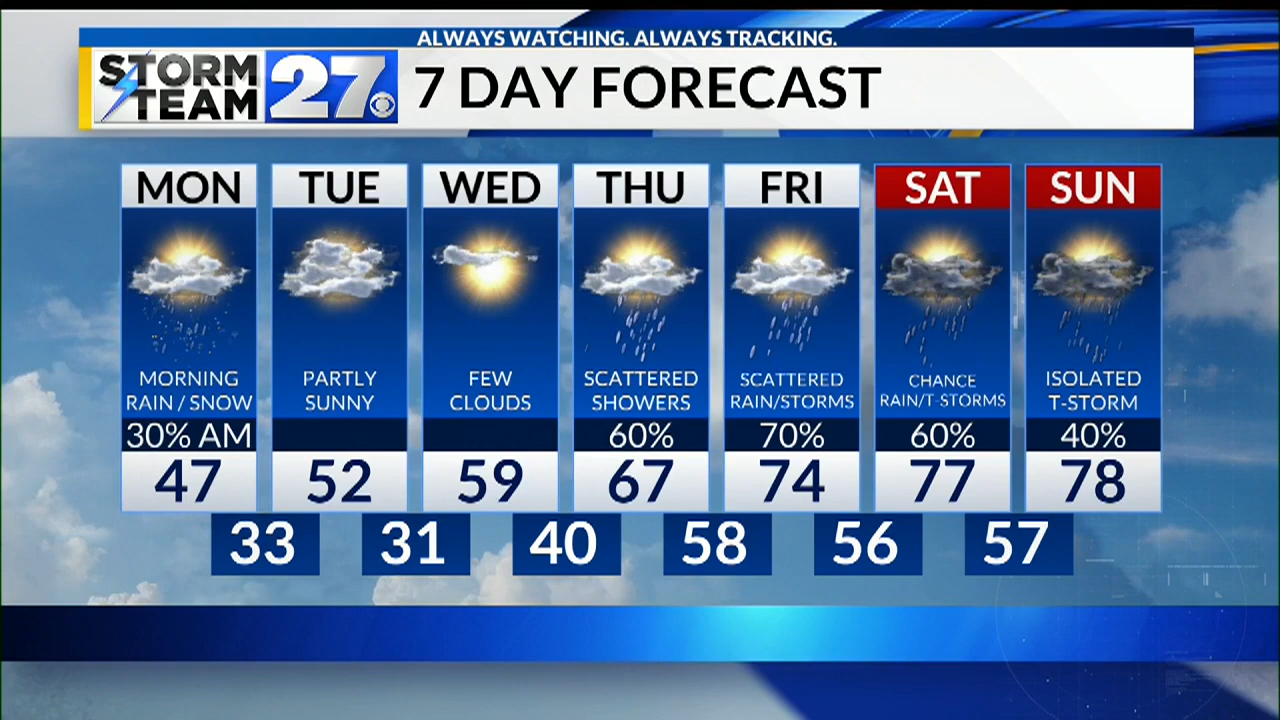 ALWAYS WATCHING. ALWAYS TRACKING.
STORM
TEAM
27
7 DAY FORECAST
MON
TUE
WED
THU
FRI
SAT
SUN
MORNING
RAIN / SNOW
PARTLY
SUNNY
FEW
CLOUDS
SCATTERED
SHOWERS
SCATTERED
RAIN/STORMS
CHANCE
RAIN/T-STORMS
ISOLATED
T-STORM
30% AM
60%
70%
60%
40%
47
52
59
67
74
77
78
33
31
40
58
56
57